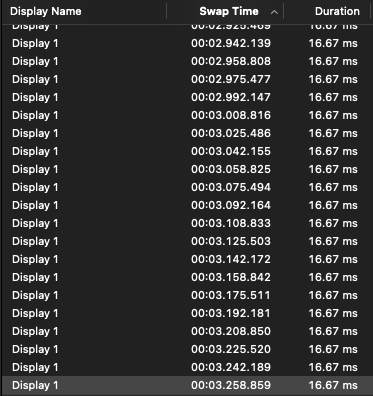 Display Name Swap Time Duration
Display 1 00:02.925.469 16.67 ms
Display 1 00:02.942.139 16.67 ms
Display 1 00:02.958.808 16.67 ms
Display 1 00:02.975.477 16.67 ms
Display 1 00:02.992.147 16.67 ms
Display 1 00:03.008.816 16.67 ms
Display 1 00:03.025.486 16.67 ms
Display 1 00:03.042.155 16.67 ms
Display 1 00:03.058.825 16.67 ms
Display 1 00:03.075.494 16.67 ms
Display 1 00:03.092.164 16.67 ms
Display 1 00:03.108.833 16.67 ms
Display 1 00:03.125.503 16.67 ms
Display 1 00:03.142.172 16.67 ms
Display 1 00:03.158.842 16.67 ms
Display 1 00:03.175.511 16.67 ms
Display 1 00:03.192.181 16.67 ms
Display 1 00:03.208.850 16.67 ms
Display 1 00:03.225.520 16.67 ms
Display 1 00:03.242.189 16.67 ms
Display 1 00:03.258.859 16.67 ms